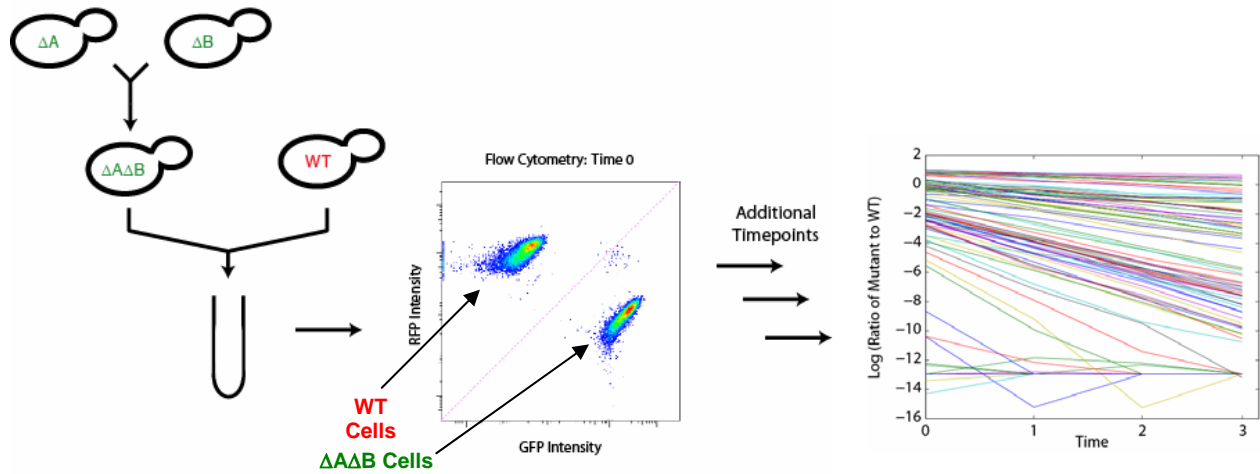 ΔA
ΔB
ΔAΔB
WT
Flow Cytometry: Time 0
RFP Intensity
GFP Intensity
WT
Cells
ΔAΔB Cells
Additional
Timepoints
Log (Ratio of Mutant to WT)
2
0
−2
−4
−6
−8
−10
−12
−14
−16
0
1
2
3
Time